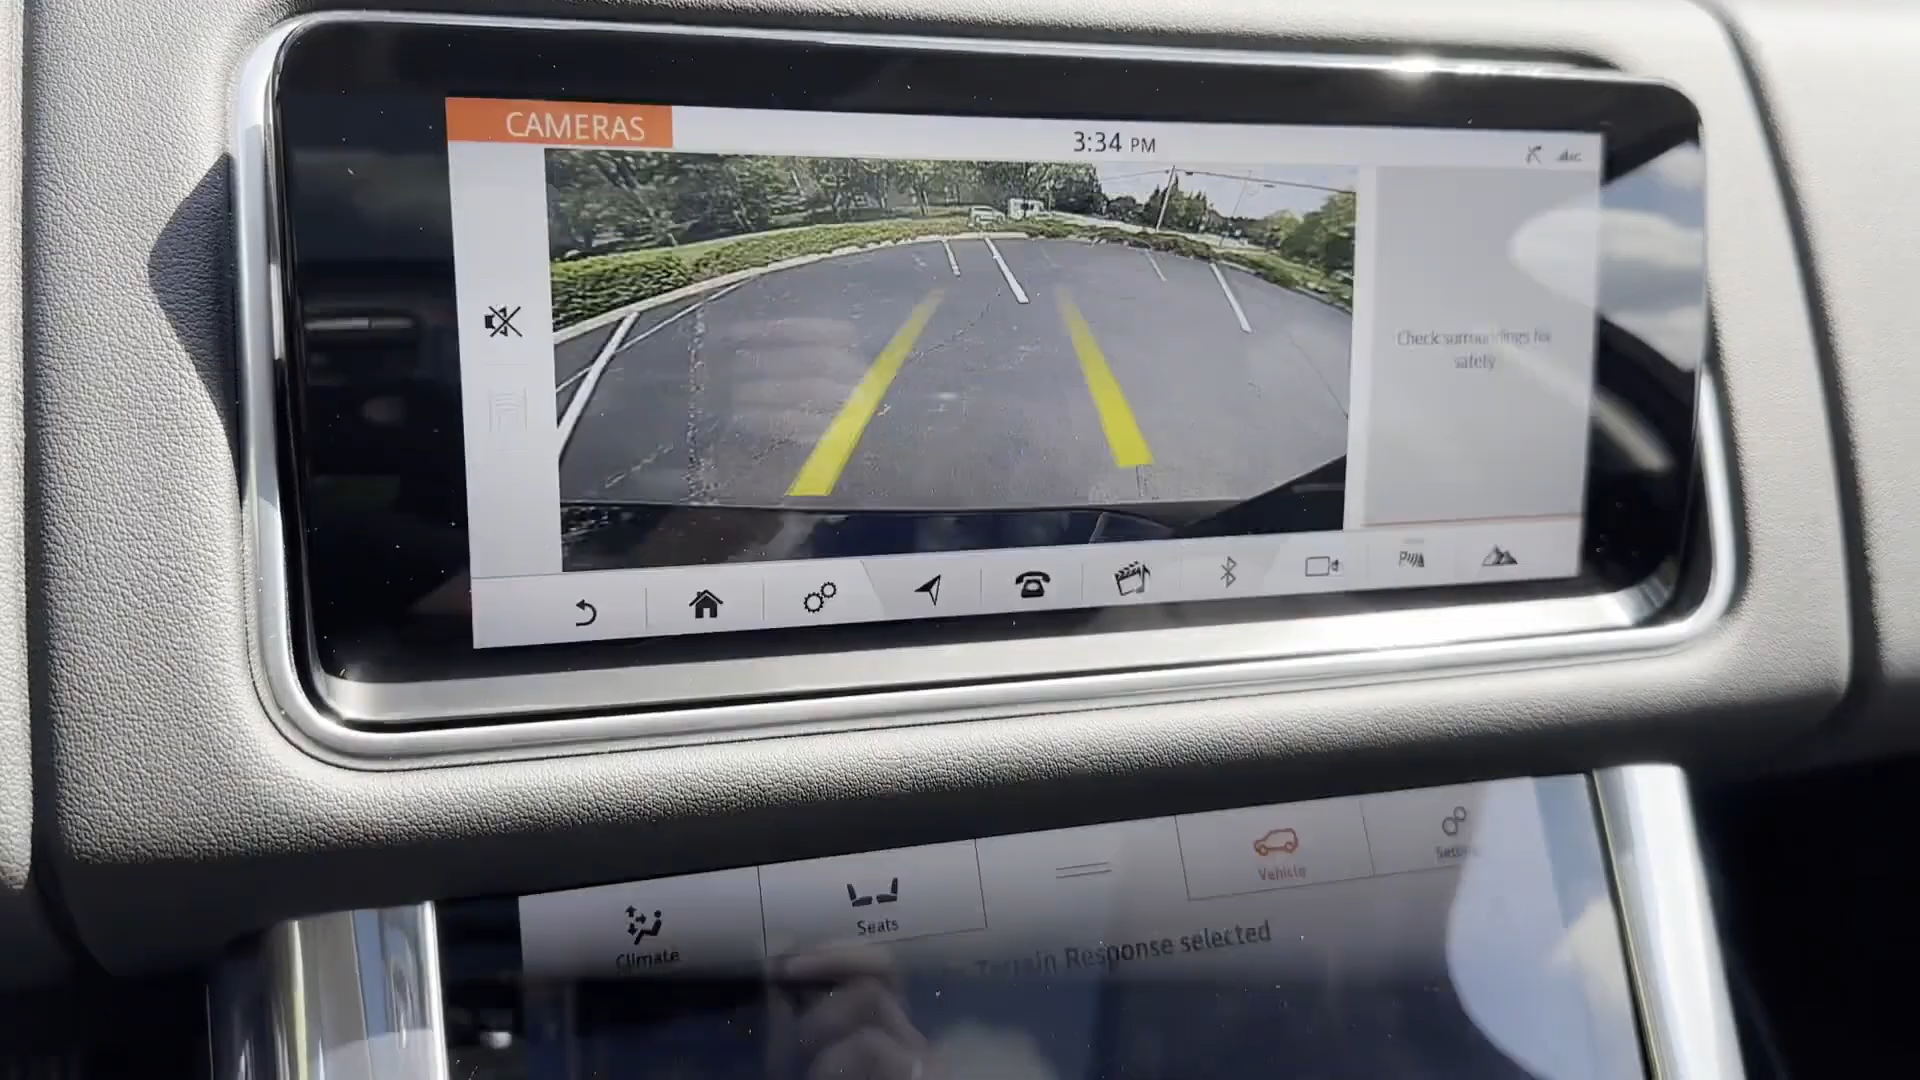 CAMERAS
3:34 PM
Check surroundings for
safety
Climate
Seats
Vehicle
Terrain Response selected